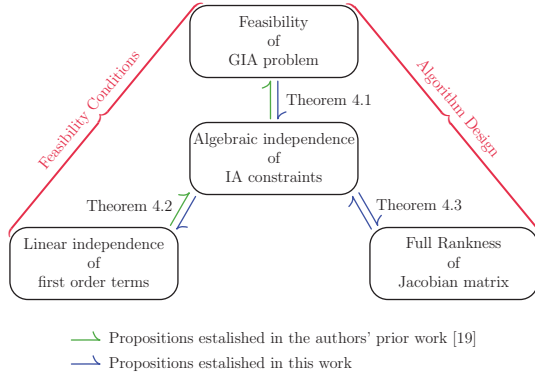 Feasibility
of
GIA problem
Feasibility Conditions
Algorithm Design
Theorem 4.1
Algebraic independence
of
IA constraints
Theorem 4.2
Theorem 4.3
Linear independence
of
first order terms
Full Rankness
of
Jacobian matrix
Propositions estalished in the authors' prior work [19]
Propositions estalished in this work